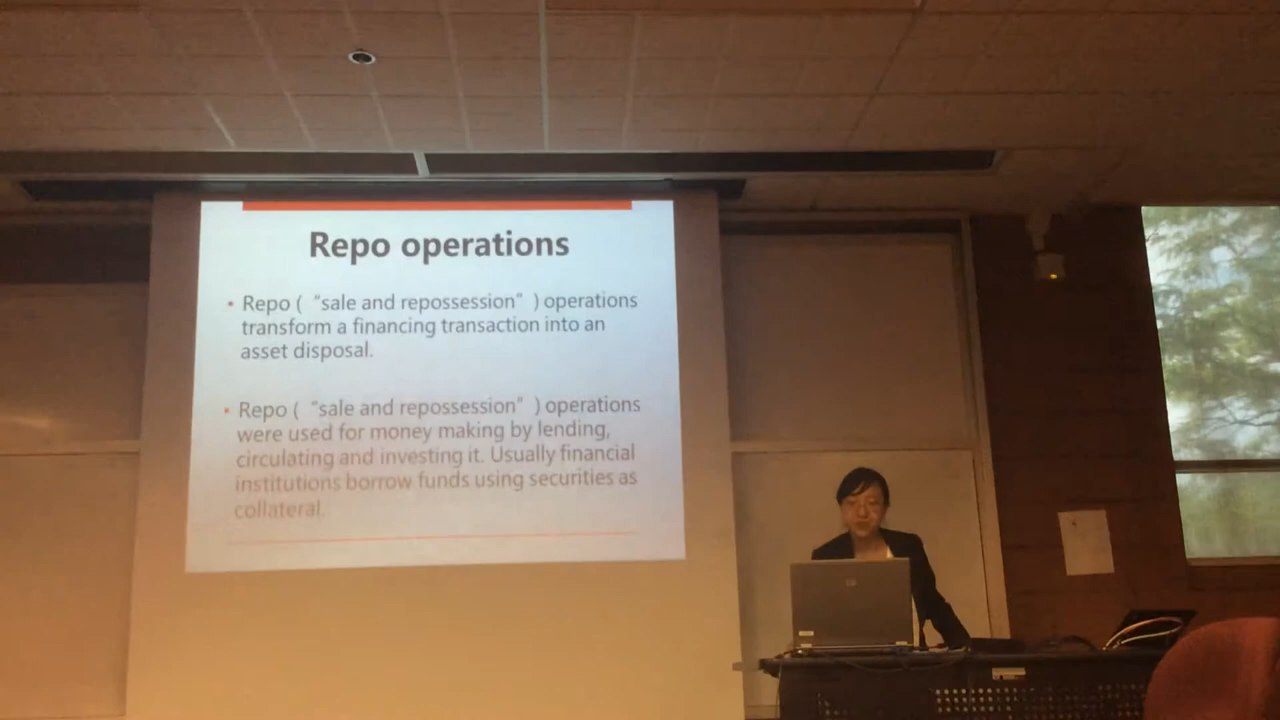 Repo operations
• Repo ( “sale and repossession” ) operations
transform a financing transaction into an
asset disposal.
• Repo ( “sale and repossession” ) operations
were used for money making by lending,
circulating and investing it. Usually financial
institutions borrow funds using securities as
collateral.